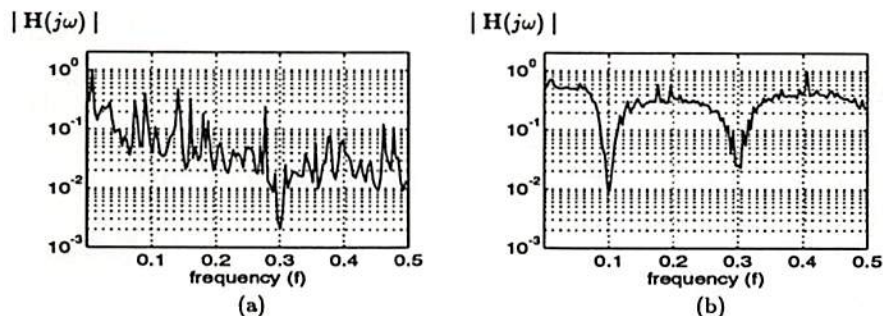 | H(jω) |
10⁰
10⁻¹
10⁻²
10⁻³
0.1 0.2 0.3 0.4 0.5
frequency (f)
(a)
| H(jω) |
10⁰
10⁻¹
10⁻²
10⁻³
0.1 0.2 0.3 0.4 0.5
frequency (f)
(b)